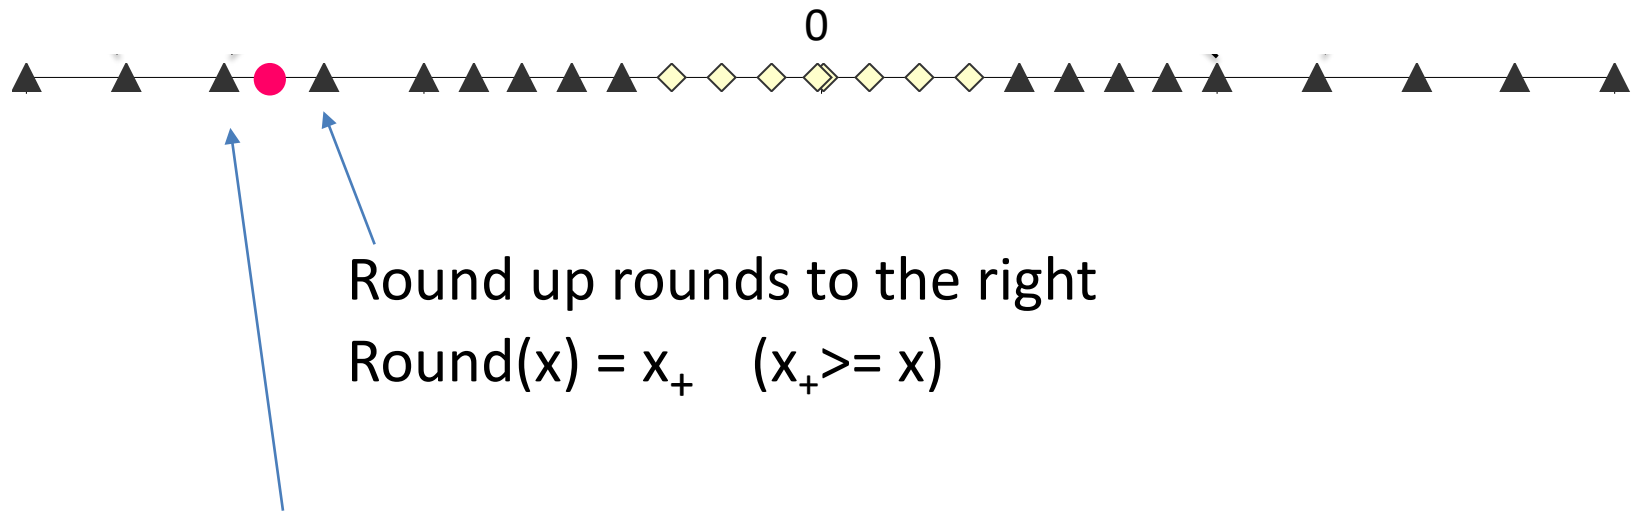 0
Round up rounds to the right
Round(x) = x₊ (x₊>= x)